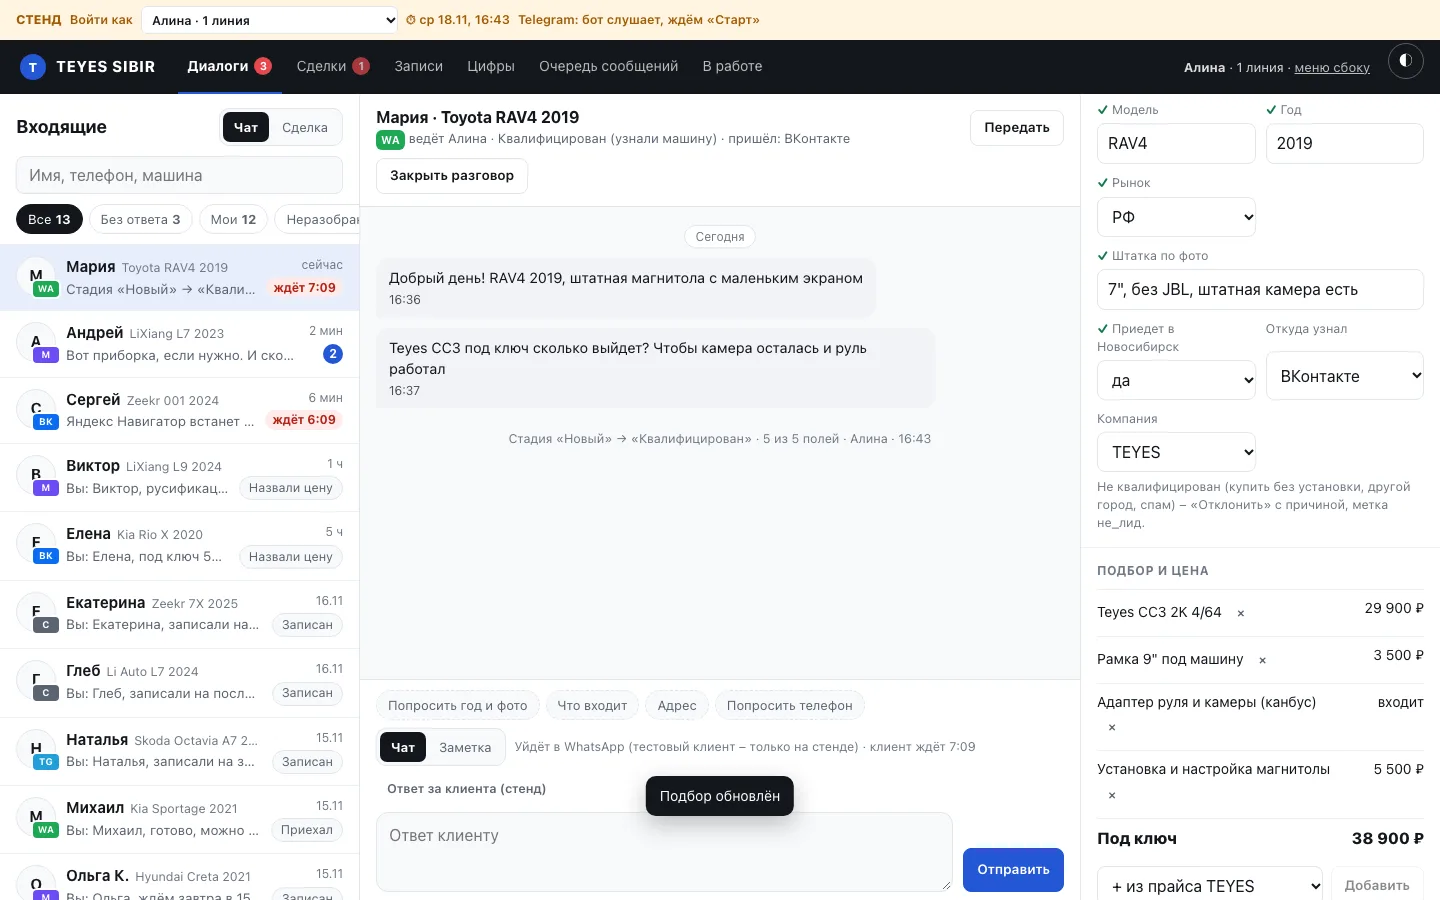 СТЕНД Войти как Алина · 1 линия ⏱ ср 18.11, 16:43 Telegram: бот слушает, ждём «Старт»
T TEYES SIBIR Диалоги 3 Сделки 1 Записи Цифры Очередь сообщений В работе Алина · 1 линия · меню сбоку
Входящие Чат Сделка
Имя, телефон, машина
Все 13 Без ответа 3 Мои 12 Неразобран
М WA Мария Toyota RAV4 2019 сейчас
Стадия «Новый» → «Квали... ждёт 7:09
А M Андрей LiXiang L7 2023 2 мин
Вот приборка, если нужно. И ско... 2
С ВК Сергей Zeekr 001 2024 6 мин
Яндекс Навигатор встанет ... ждёт 6:09
В M Виктор LiXiang L9 2024 1 ч
Вы: Виктор, русификац... Назвали цену
Е ВК Елена Kia Rio X 2020 5 ч
Вы: Елена, под ключ 5... Назвали цену
Е С Екатерина Zeekr 7X 2025 16.11
Вы: Екатерина, записали на... Записан
Г С Глеб Li Auto L7 2024 16.11
Вы: Глеб, записали на посл... Записан
Н TG Наталья Skoda Octavia A7 2... 15.11
Вы: Наталья, записали на з... Записан
М WA Михаил Kia Sportage 2021 15.11
Вы: Михаил, готово, можно ... Приехал
О M Ольга К. Hyundai Creta 2021 15.11
Вы: Ольга, ждём завтра в 15... Записан
Мария · Toyota RAV4 2019
WA ведёт Алина · Квалифицирован (узнали машину) · пришёл: ВКонтакте
Передать
Закрыть разговор
Сегодня
Добрый день! RAV4 2019, штатная магнитола с маленьким экраном
16:36
Teyes CC3 под ключ сколько выйдет? Чтобы камера осталась и руль
работал
16:37
Стадия «Новый» → «Квалифицирован» · 5 из 5 полей · Алина · 16:43
Попросить год и фото Что входит Адрес Попросить телефон
Чат Заметка Уйдёт в WhatsApp (тестовый клиент – только на стенде) · клиент ждёт 7:09
Ответ за клиента (стенд)
Подбор обновлён
Ответ клиенту
Отправить
✓ Модель ✓ Год
RAV4 2019
✓ Рынок
РФ
✓ Штатка по фото
7", без JBL, штатная камера есть
✓ Приедет в
Новосибирск
Откуда узнал
да ВКонтакте
Компания
TEYES
Не квалифицирован (купить без установки, другой
город, спам) – «Отклонить» с причиной, метка
не_лид.
ПОДБОР И ЦЕНА
Teyes CC3 2K 4/64 × 29 900 ₽
Рамка 9" под машину × 3 500 ₽
Адаптер руля и камеры (канбус) входит
×
Установка и настройка магнитолы 5 500 ₽
×
Под ключ 38 900 ₽
+ из прайса TEYES Добавить